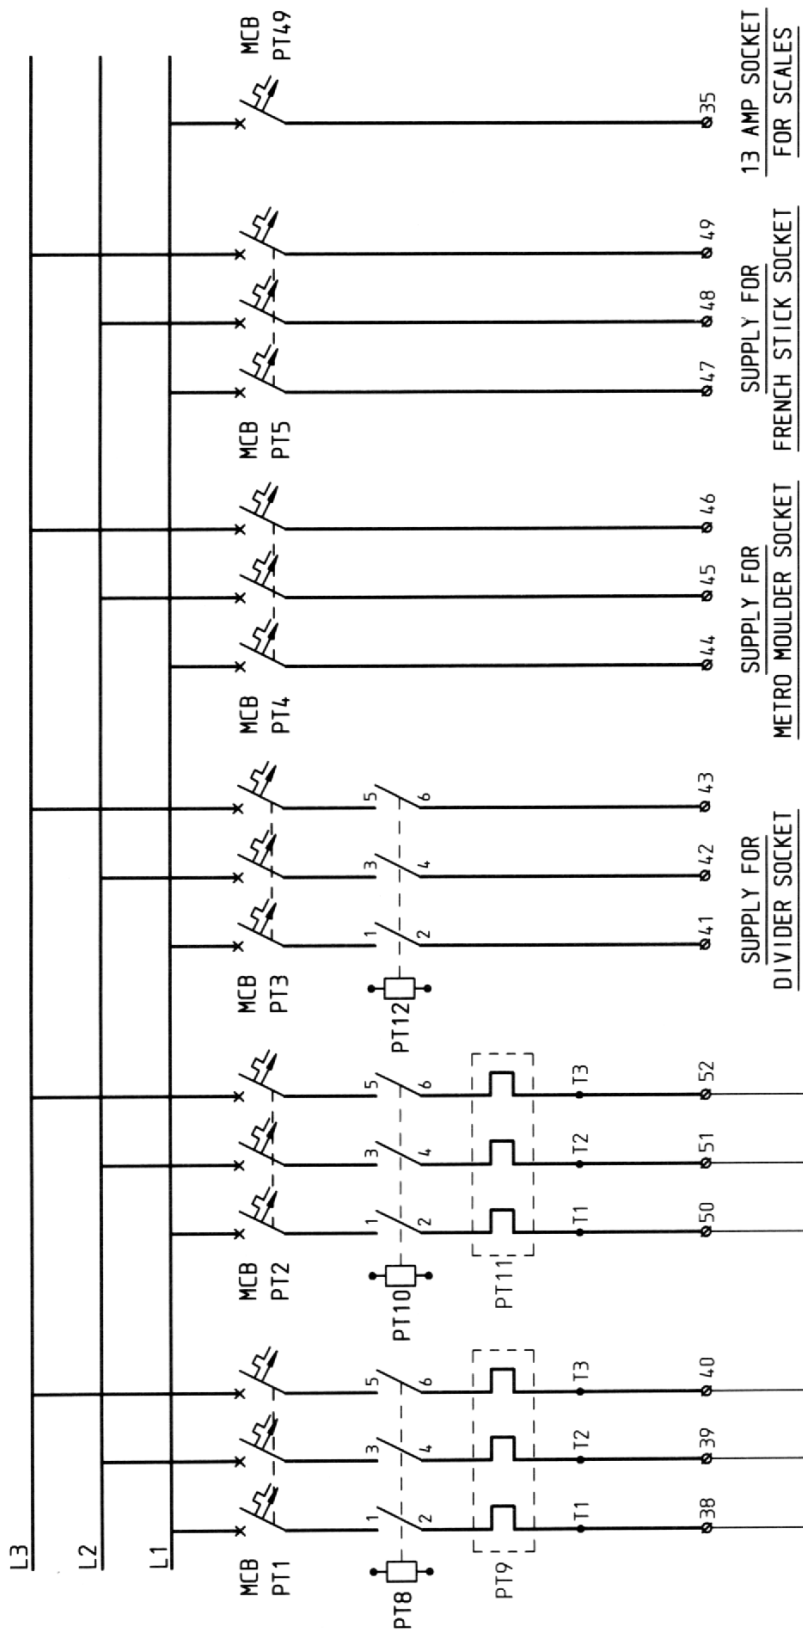 L3
L2
L1
MCB
PT1
MCB
PT2
MCB
PT3
MCB
PT4
MCB
PT5
MCB
PT49
1
3
5
1
3
5
1
3
5
PT8
PT10
PT12
2
4
6
2
4
6
2
4
6
PT9
PT11
T1
T2
T3
T1
T2
T3
38
39
40
50
51
52
41
42
43
44
45
46
47
48
49
35
SUPPLY FOR
DIVIDER SOCKET
SUPPLY FOR
METRO MOULDER SOCKET
SUPPLY FOR
FRENCH STICK SOCKET
13 AMP SOCKET
FOR SCALES